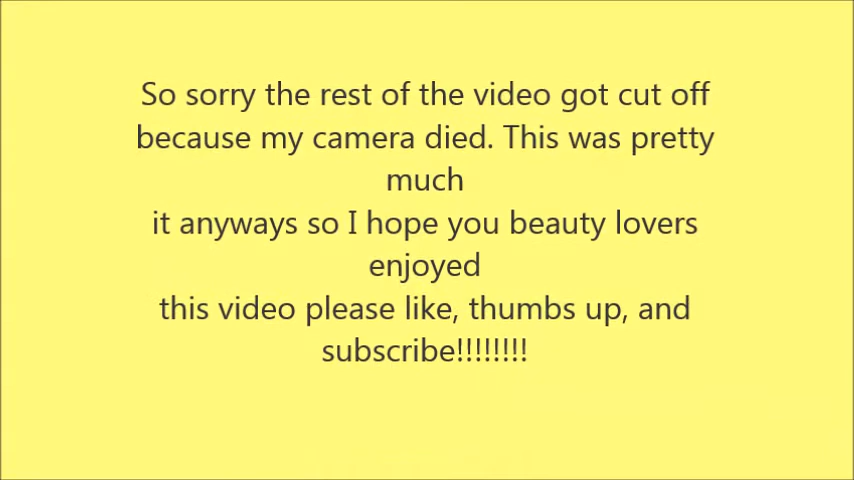 So sorry the rest of the video got cut off
because my camera died. This was pretty
much
it anyways so I hope you beauty lovers
enjoyed
this video please like, thumbs up, and
subscribe!!!!!!!!